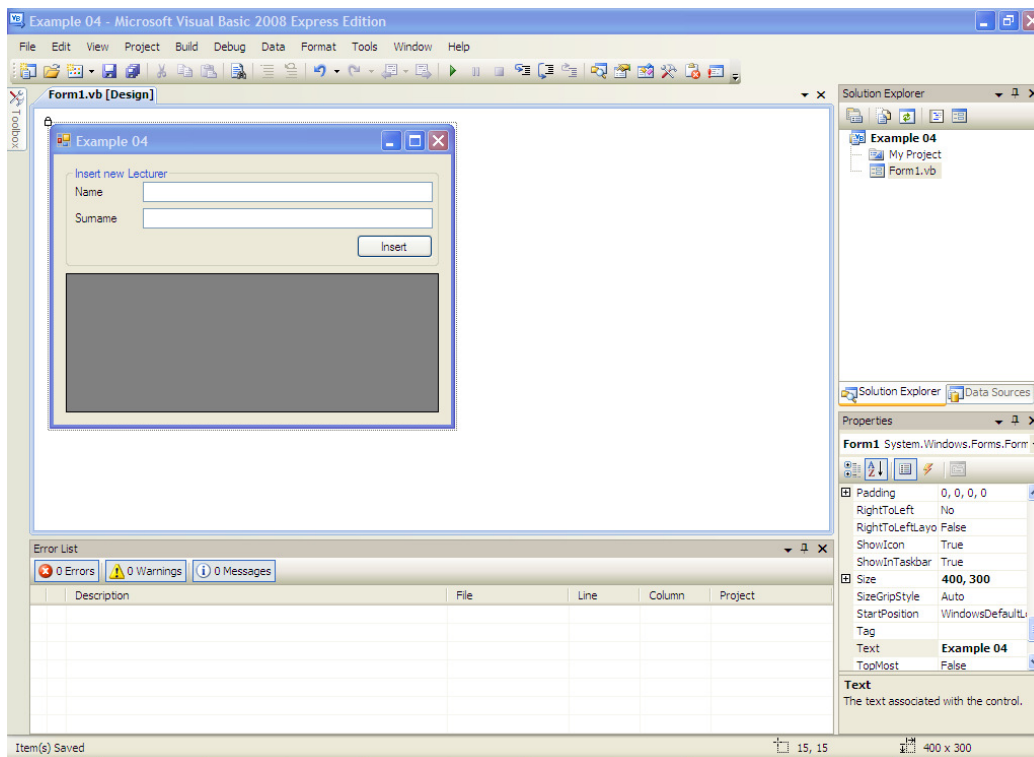 Example 04 - Microsoft Visual Basic 2008 Express Edition
File Edit View Project Build Debug Data Format Tools Window Help
Toolbox
Form1.vb [Design]
Example 04
Insert new Lecturer
Name
Surname
Insert
Solution Explorer
Example 04
My Project
Form1.vb
Solution Explorer Data Sources
Properties
Form1 System.Windows.Forms.Form
Padding 0, 0, 0, 0
RightToLeft No
RightToLeftLayo False
ShowIcon True
ShowInTaskbar True
Size 400, 300
SizeGripStyle Auto
StartPosition WindowsDefaultLo
Tag
Text Example 04
TopMost False
Text
The text associated with the control.
Error List
0 Errors 0 Warnings 0 Messages
Description File Line Column Project
Item(s) Saved 15, 15 400 x 300